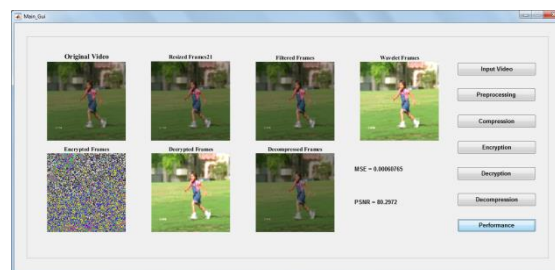 Main_Gui
Original Video
Resized Frames21
Filtered Frames
Wavelet Frames
Input Video
Preprocessing
Compression
Encryption
Decryption
Decompression
Performance
Encrypted Frames
Decrypted Frames
Decompressed Frames
MSE = 0.00060765
PSNR = 80.2972